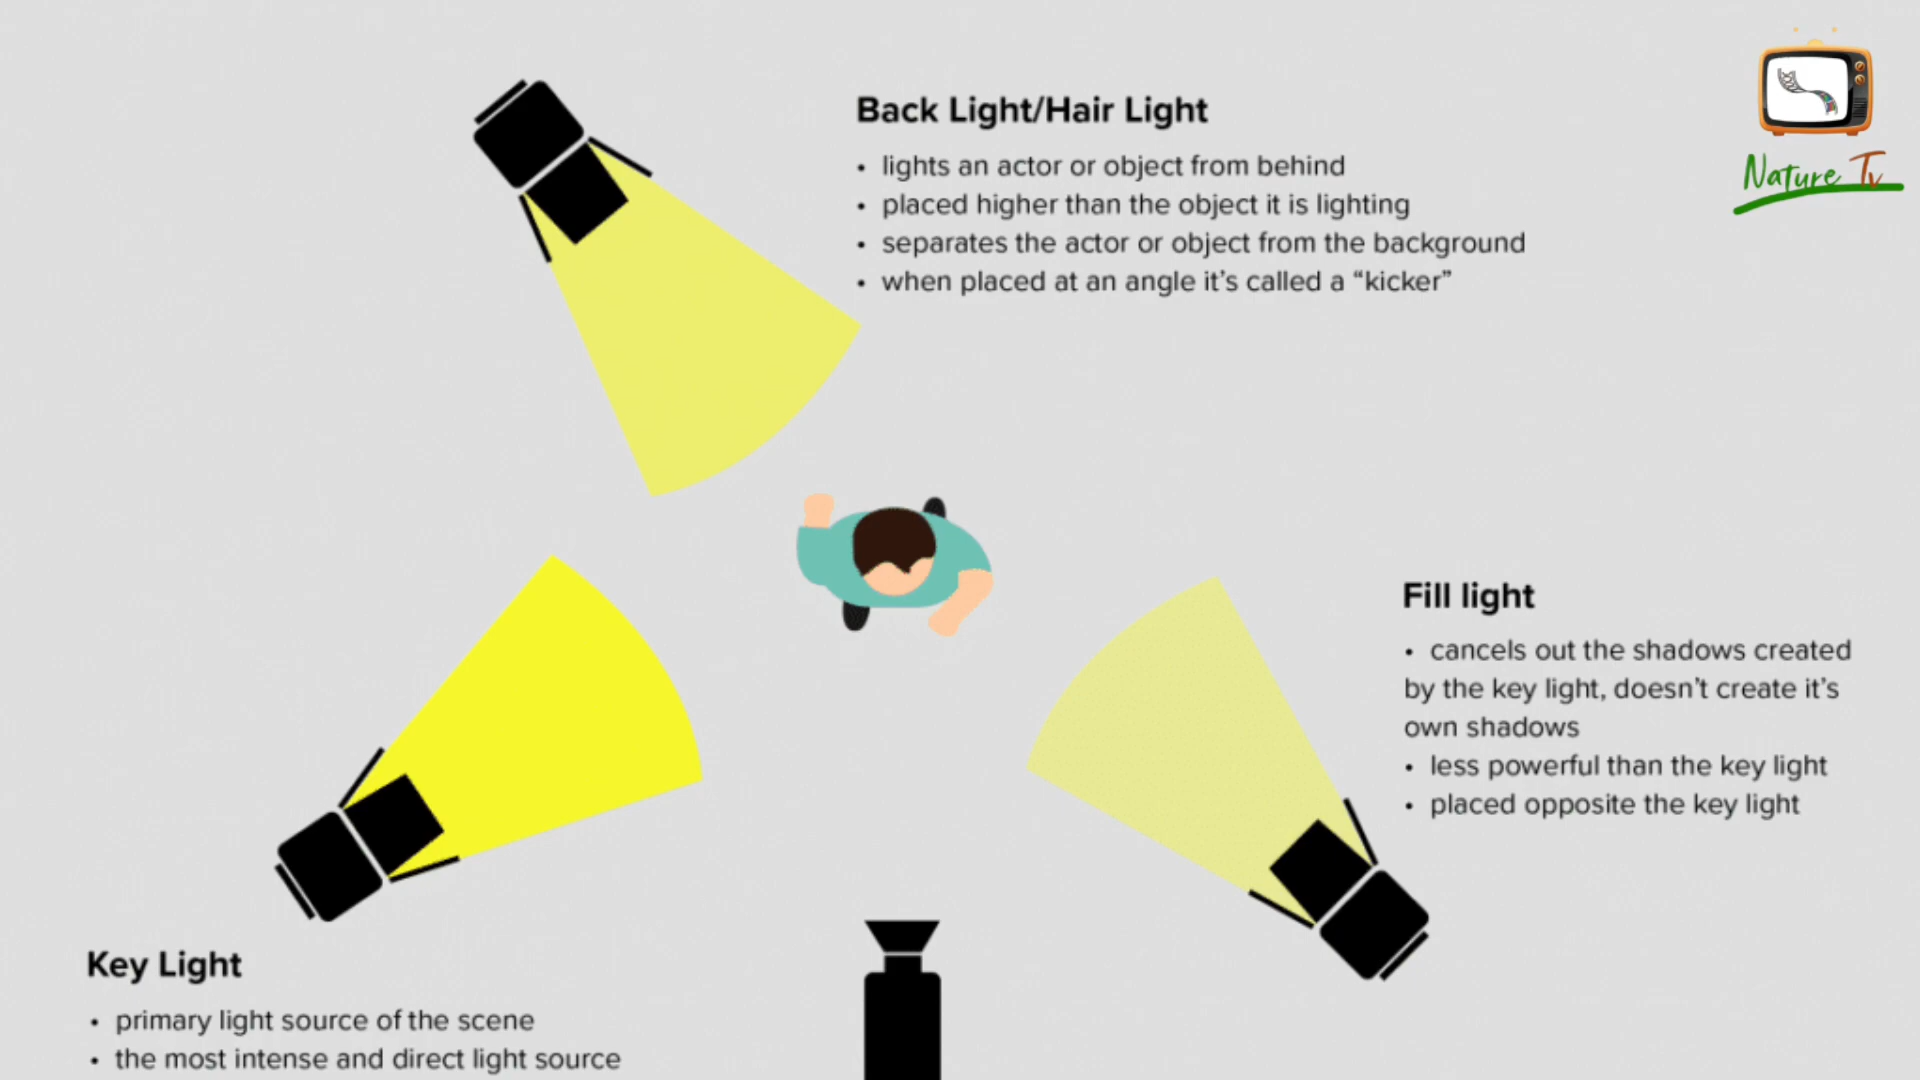 Back Light/Hair Light
• lights an actor or object from behind
• placed higher than the object it is lighting
• separates the actor or object from the background
• when placed at an angle it’s called a “kicker”
Nature Tv
Fill light
• cancels out the shadows created
by the key light, doesn’t create it’s
own shadows
• less powerful than the key light
• placed opposite the key light
Key Light
• primary light source of the scene
• the most intense and direct light source